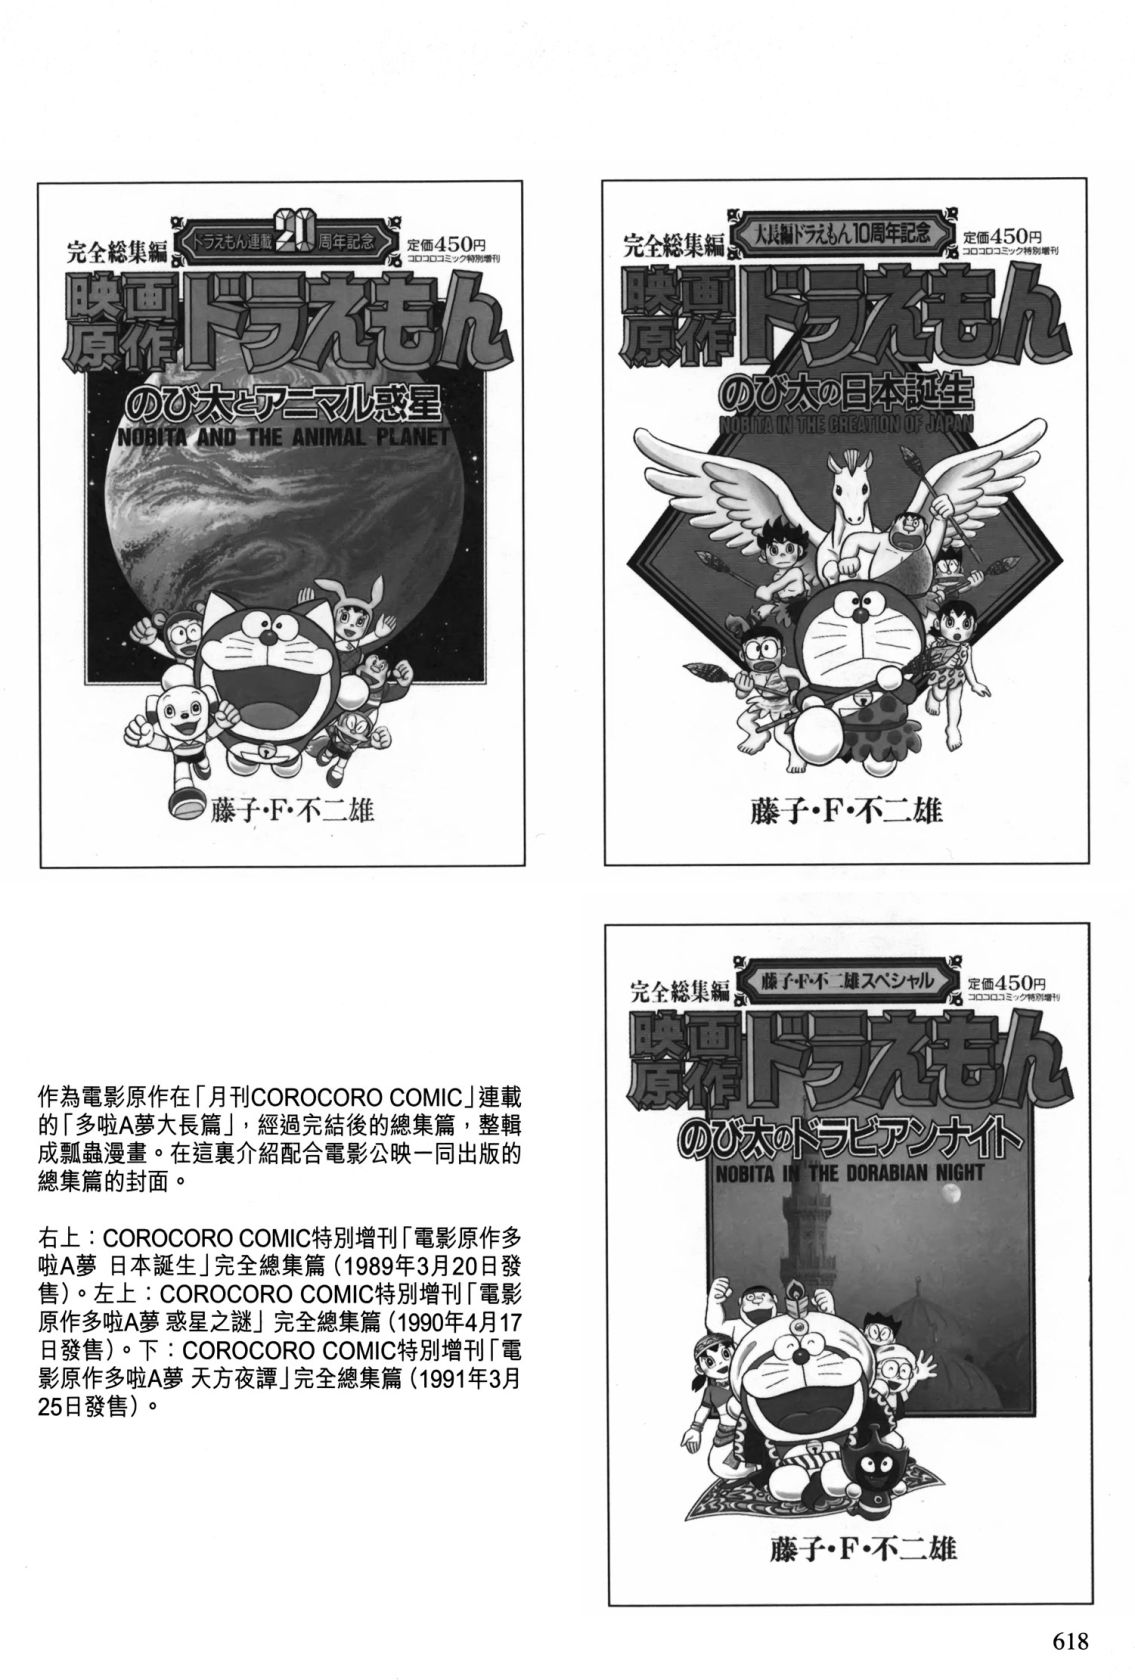 完全総集編
ドラえもん連載20周年記念
定価450円
コロコロコミック特別増刊
映画原作 ドラえもん
のび太とアニマル惑星
NOBITA AND THE ANIMAL PLANET
藤子・F・不二雄
完全総集編
大長編ドラえもん10周年記念
定価450円
コロコロコミック特別増刊
映画原作 ドラえもん
のび太の日本誕生
NOBITA IN THE CREATION OF JAPAN
藤子・F・不二雄
完全総集編
藤子・F・不二雄スペシャル
定価450円
コロコロコミック特別増刊
映画原作 ドラえもん
のび太のドラビアンナイト
NOBITA IN THE DORABIAN NIGHT
藤子・F・不二雄
作為電影原作在「月刊COROCORO COMIC」連載
的「多啦A夢大長篇」，經過完結後的總集篇，整輯
成瓢蟲漫畫。在這裏介紹配合電影公映一同出版的
總集篇的封面。
右上：COROCORO COMIC特別增刊「電影原作多
啦A夢 日本誕生」完全總集篇（1989年3月20日發
售）。左上：COROCORO COMIC特別增刊「電影
原作多啦A夢 惑星之謎」完全總集篇（1990年4月17
日發售）。下：COROCORO COMIC特別增刊「電
影原作多啦A夢 天方夜譚」完全總集篇（1991年3月
25日發售）。
618